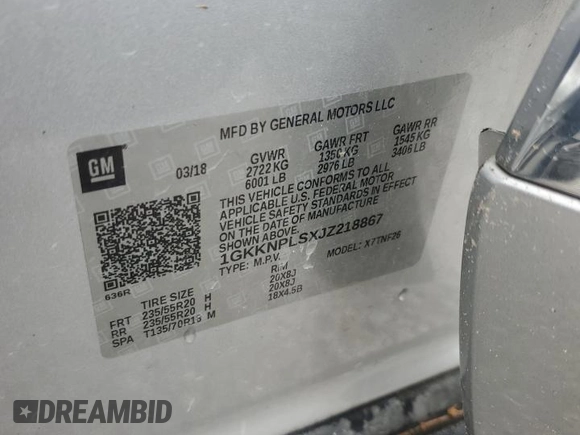 MFD BY GENERAL MOTORS LLC
GM
03/18
GVWR GAWR FRT GAWR RR
2722 KG 1350 KG 1545 KG
6001 LB 2976 LB 3406 LB
THIS VEHICLE CONFORMS TO ALL
APPLICABLE U.S. FEDERAL MOTOR
VEHICLE SAFETY STANDARDS IN EFFECT
ON THE DATE OF MANUFACTURE
SHOWN ABOVE.
1GKKNPLSXJZ218867
TYPE: M.P.V. MODEL: X7TNF26
636R
TIRE SIZE RIM
FRT 235/55R20 H 20X8J
RR 235/55R20 H 20X8J
SPA T135/70R18 M 18X4.5B
DREAMBID